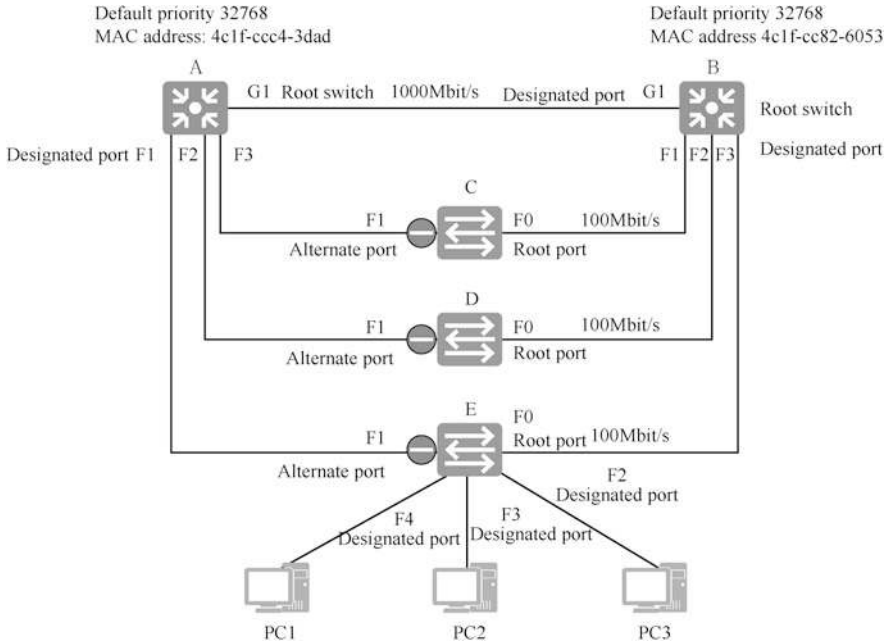 Default priority 32768
MAC address: 4c1f-ccc4-3dad
Default priority 32768
MAC address 4c1f-cc82-6053
A
B
G1 Root switch 1000Mbit/s Designated port G1
Root switch
Designated port F1 F2 F3
F1 F2 F3 Designated port
C
F1
F0 100Mbit/s
Alternate port
Root port
D
F1
F0 100Mbit/s
Alternate port
Root port
E
F1
F0
Root port 100Mbit/s
Alternate port
F2
Designated port
F4
Designated port
F3
Designated port
PC1
PC2
PC3